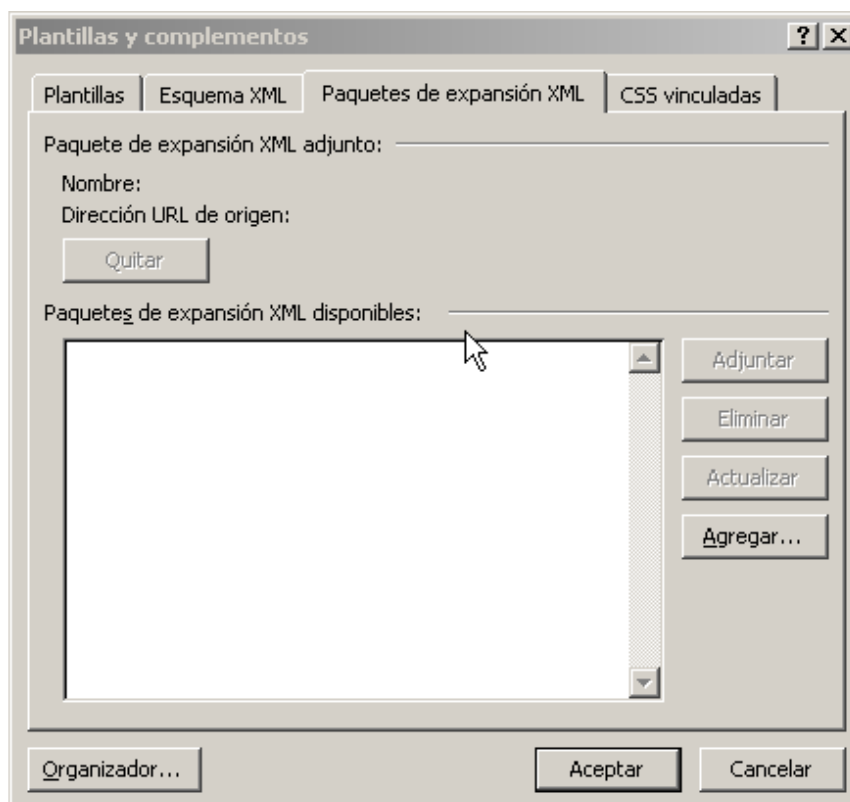 Plantillas y complementos
Plantillas Esquema XML Paquetes de expansión XML CSS vinculadas
Paquete de expansión XML adjunto:
Nombre:
Dirección URL de origen:
Quitar
Paquetes de expansión XML disponibles:
Adjuntar
Eliminar
Actualizar
Agregar...
Organizador... Aceptar Cancelar